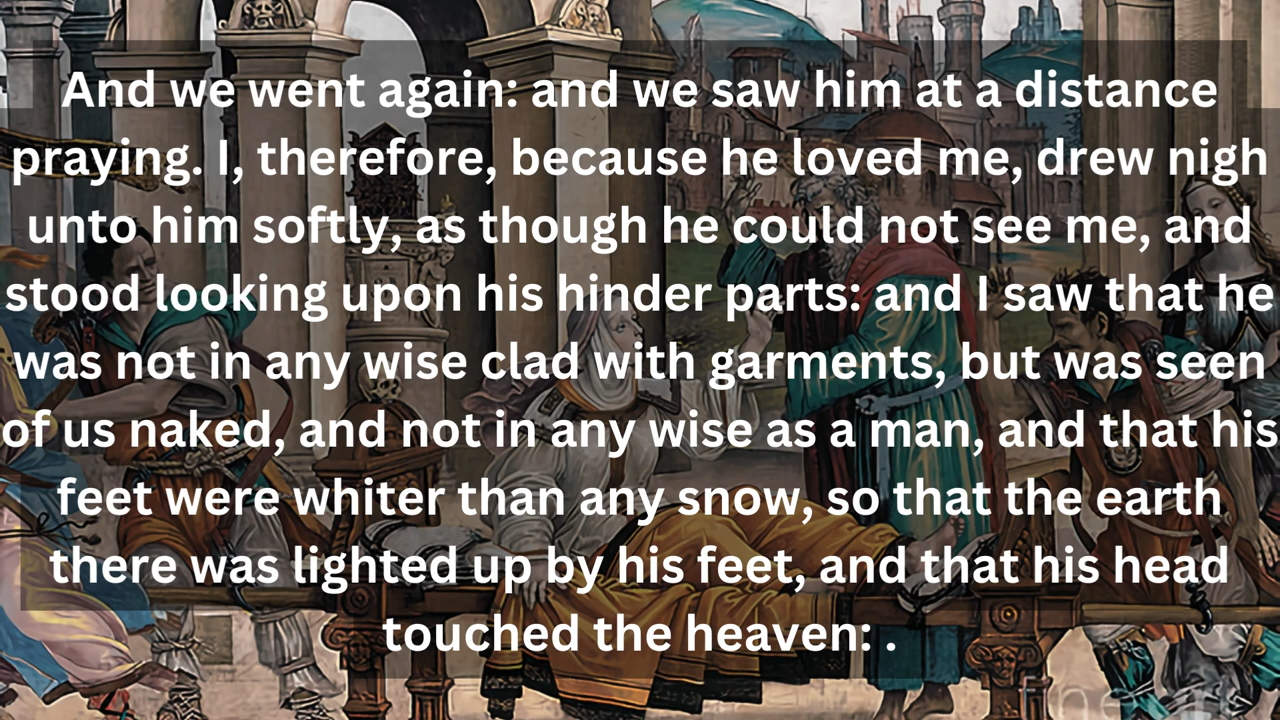 And we went again: and we saw him at a distance
praying. I, therefore, because he loved me, drew nigh
unto him softly, as though he could not see me, and
stood looking upon his hinder parts: and I saw that he
was not in any wise clad with garments, but was seen
of us naked, and not in any wise as a man, and that his
feet were whiter than any snow, so that the earth
there was lighted up by his feet, and that his head
touched the heaven: .